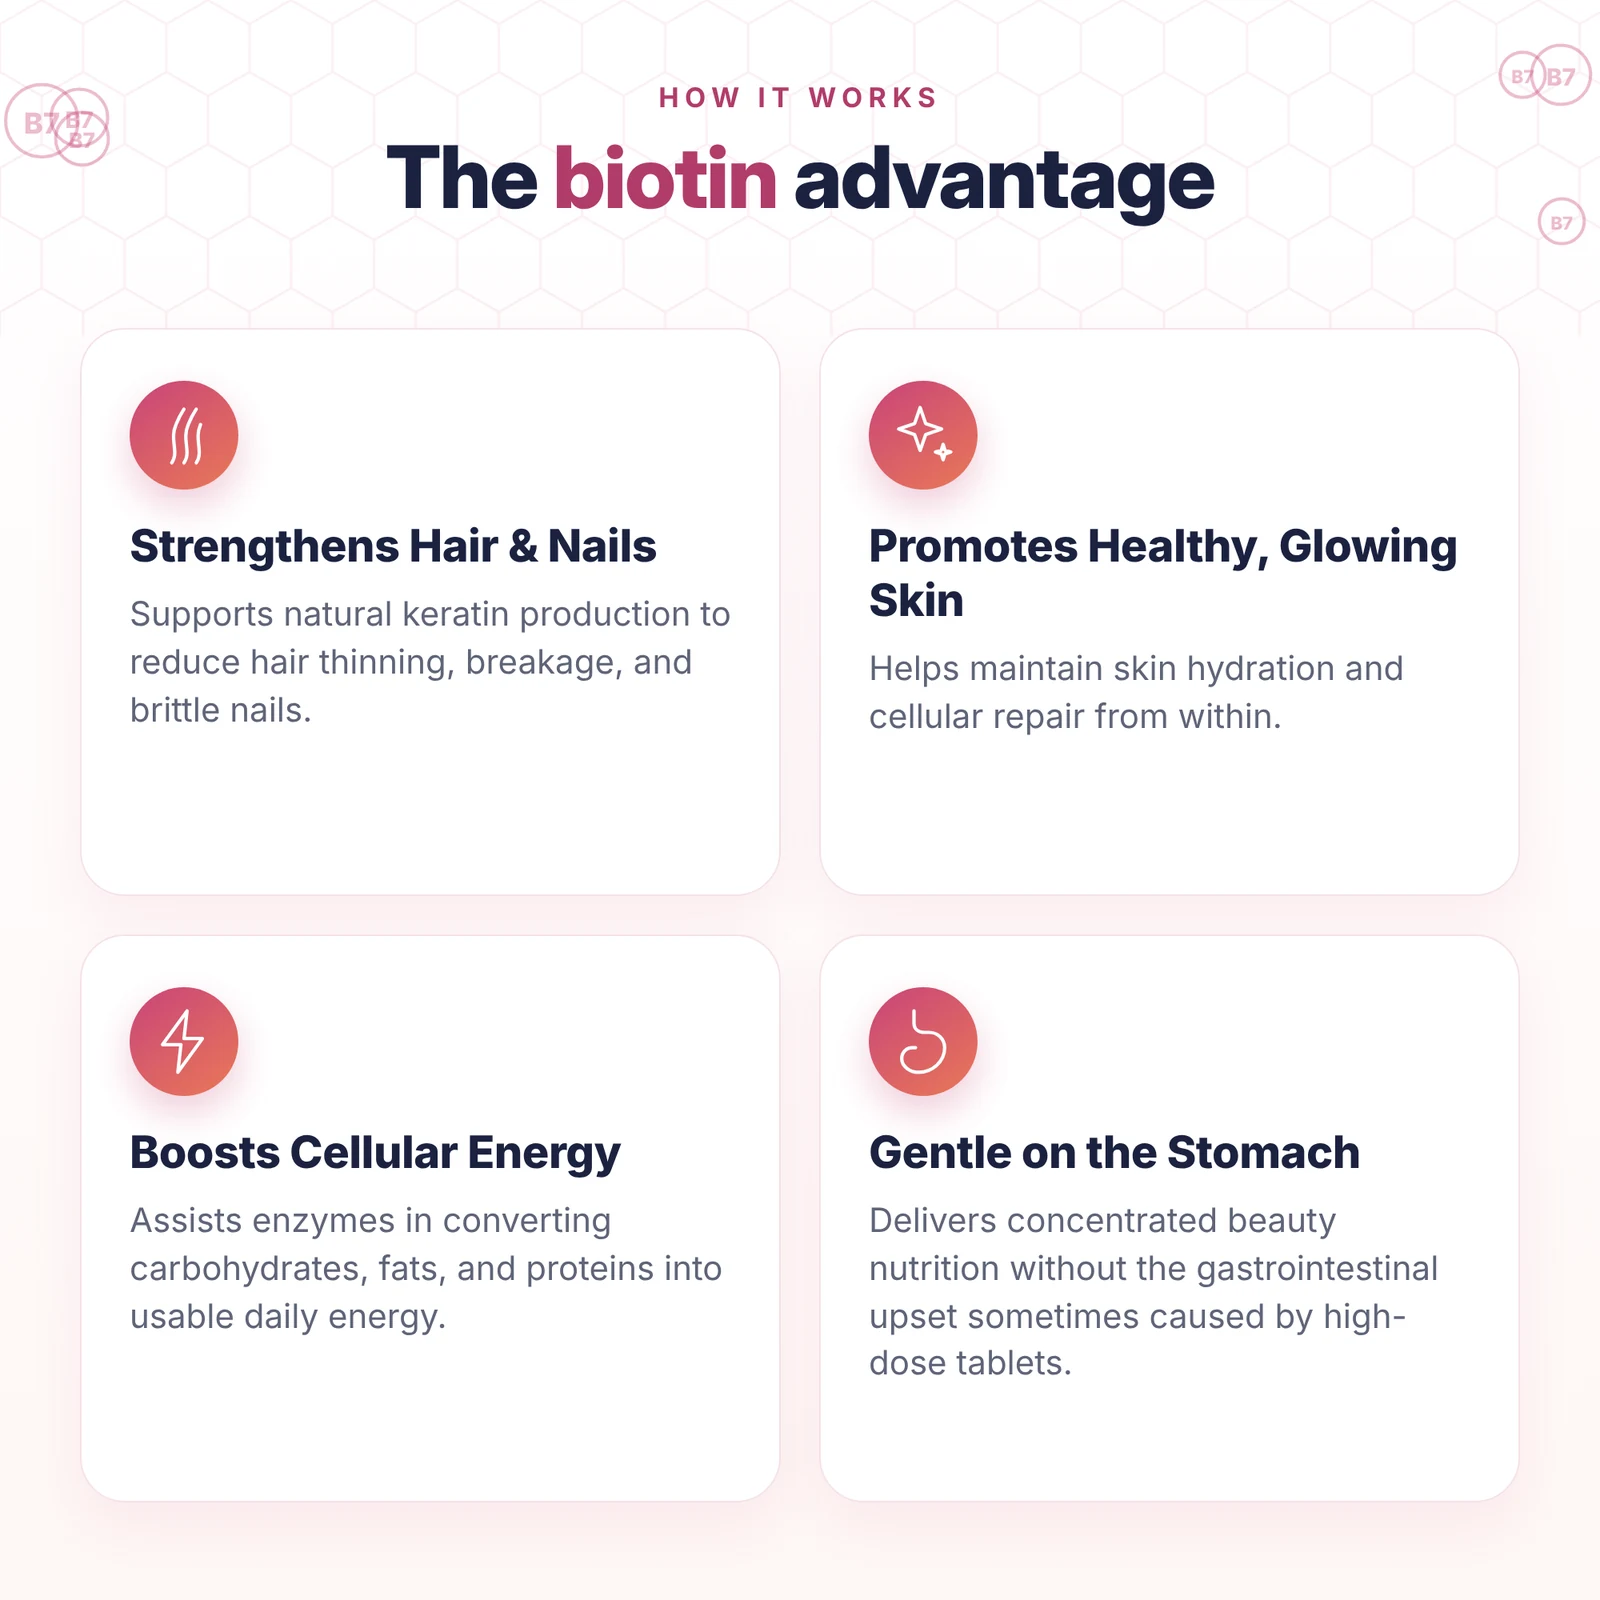 HOW IT WORKS
The biotin advantage
B7
B7
B7
B7
B7
B7
Strengthens Hair & Nails
Supports natural keratin production to
reduce hair thinning, breakage, and
brittle nails.
Promotes Healthy, Glowing
Skin
Helps maintain skin hydration and
cellular repair from within.
Boosts Cellular Energy
Assists enzymes in converting
carbohydrates, fats, and proteins into
usable daily energy.
Gentle on the Stomach
Delivers concentrated beauty
nutrition without the gastrointestinal
upset sometimes caused by high-
dose tablets.